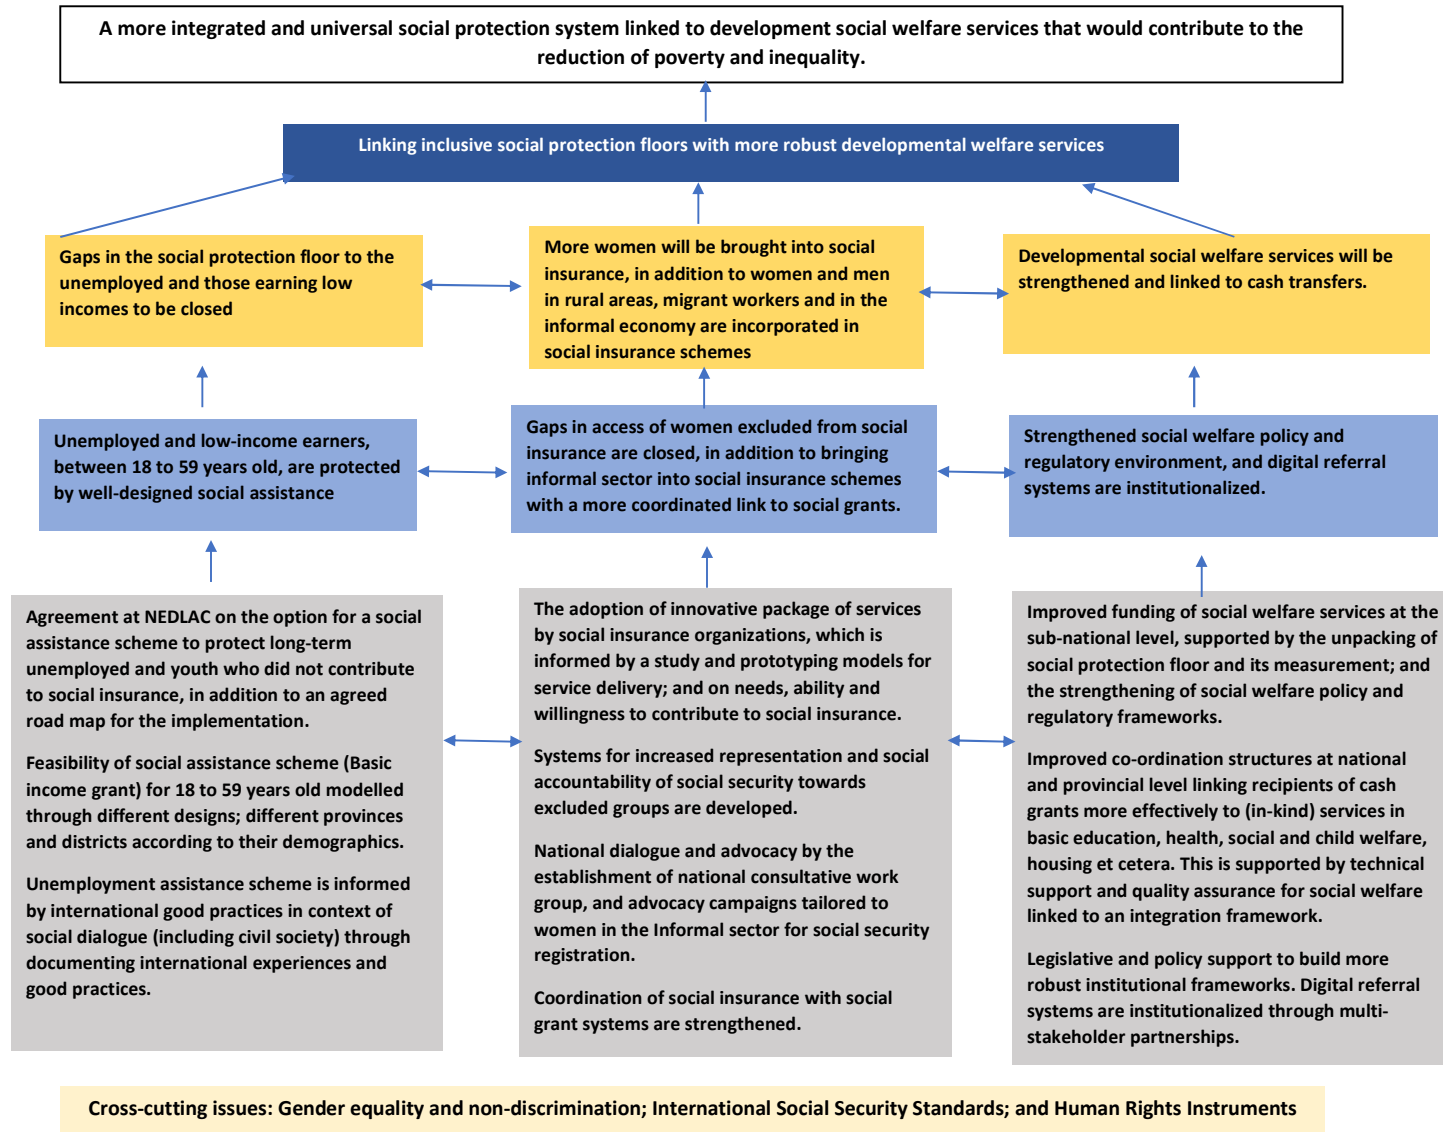 A more integrated and universal social protection system linked to development social welfare services that would contribute to the
reduction of poverty and inequality.
Linking inclusive social protection floors with more robust developmental welfare services
Gaps in the social protection floor to the
unemployed and those earning low
incomes to be closed
More women will be brought into social
insurance, in addition to women and men
in rural areas, migrant workers and in the
informal economy are incorporated in
social insurance schemes
Developmental social welfare services will be
strengthened and linked to cash transfers.
Unemployed and low-income earners,
between 18 to 59 years old, are protected
by well-designed social assistance
Gaps in access of women excluded from social
insurance are closed, in addition to bringing
informal sector into social insurance schemes
with a more coordinated link to social grants.
Strengthened social welfare policy and
regulatory environment, and digital referral
systems are institutionalized.
Agreement at NEDLAC on the option for a social
assistance scheme to protect long-term
unemployed and youth who did not contribute
to social insurance, in addition to an agreed
road map for the implementation.
Feasibility of social assistance scheme (Basic
income grant) for 18 to 59 years old modelled
through different designs; different provinces
and districts according to their demographics.
Unemployment assistance scheme is informed
by international good practices in context of
social dialogue (including civil society) through
documenting international experiences and
good practices.
The adoption of innovative package of services
by social insurance organizations, which is
informed by a study and prototyping models for
service delivery; and on needs, ability and
willingness to contribute to social insurance.
Systems for increased representation and social
accountability of social security towards
excluded groups are developed.
National dialogue and advocacy by the
establishment of national consultative work
group, and advocacy campaigns tailored to
women in the Informal sector for social security
registration.
Coordination of social insurance with social
grant systems are strengthened.
Improved funding of social welfare services at the
sub-national level, supported by the unpacking of
social protection floor and its measurement; and
the strengthening of social welfare policy and
regulatory frameworks.
Improved co-ordination structures at national
and provincial level linking recipients of cash
grants more effectively to (in-kind) services in
basic education, health, social and child welfare,
housing et cetera. This is supported by technical
support and quality assurance for social welfare
linked to an integration framework.
Legislative and policy support to build more
robust institutional frameworks. Digital referral
systems are institutionalized through multi-
stakeholder partnerships.
Cross-cutting issues: Gender equality and non-discrimination; International Social Security Standards; and Human Rights Instruments